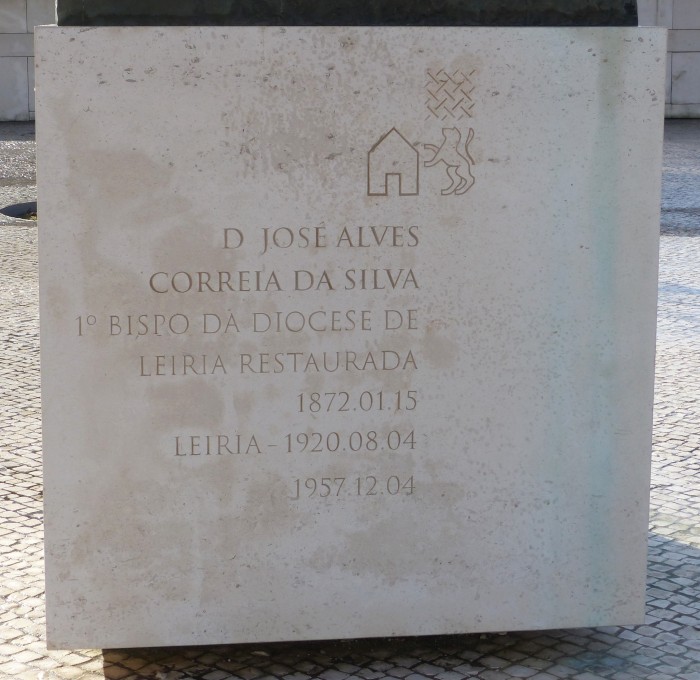 D JOSÉ ALVES
CORREIA DA SILVA
1º BISPO DA DIOCESE DE
LEIRIA RESTAURADA
1872.01.15
LEIRIA – 1920.08.04
1957.12.04